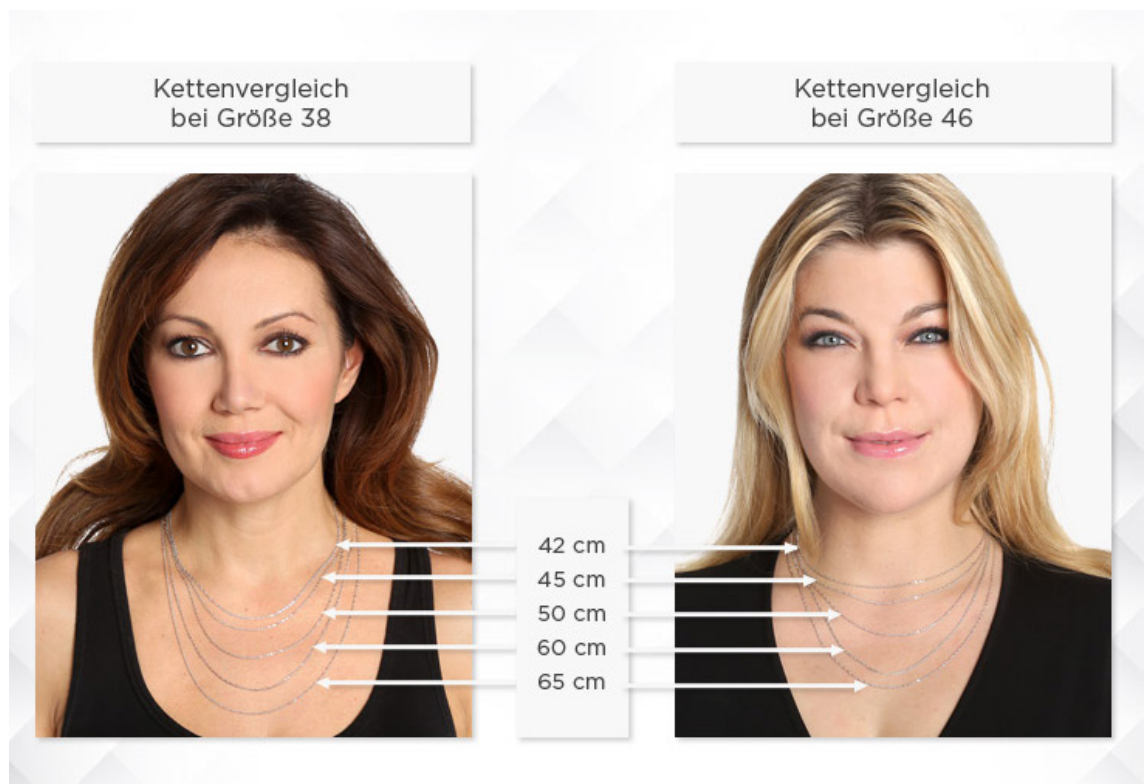 Kettenvergleich
bei Größe 38
Kettenvergleich
bei Größe 46
42 cm
45 cm
50 cm
60 cm
65 cm